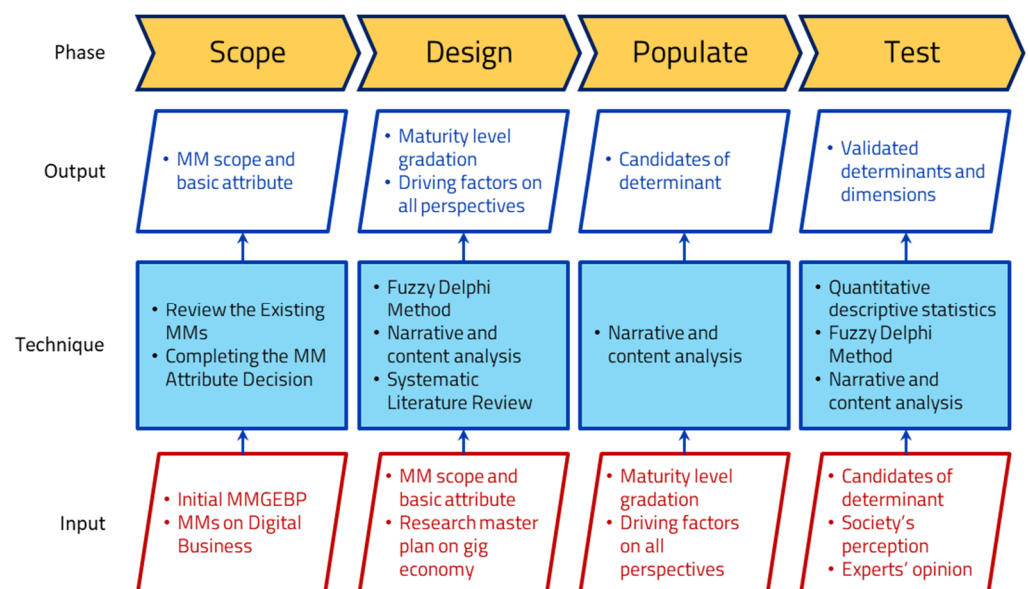 Phase
Scope
Design
Populate
Test
Output
• MM scope and
basic attribute
• Maturity level
gradation
• Driving factors on
all perspectives
• Candidates of
determinant
• Validated
determinants and
dimensions
Technique
• Review the Existing
MMs
• Completing the MM
Attribute Decision
• Fuzzy Delphi
Method
• Narrative and
content analysis
• Systematic
Literature Review
• Narrative and
content analysis
• Quantitative
descriptive statistics
• Fuzzy Delphi
Method
• Narrative and
content analysis
Input
• Initial MMGEBP
• MMs on Digital
Business
• MM scope and
basic attribute
• Research master
plan on gig
economy
• Maturity level
gradation
• Driving factors
on all
perspectives
• Candidates of
determinant
• Society's
perception
• Experts' opinion